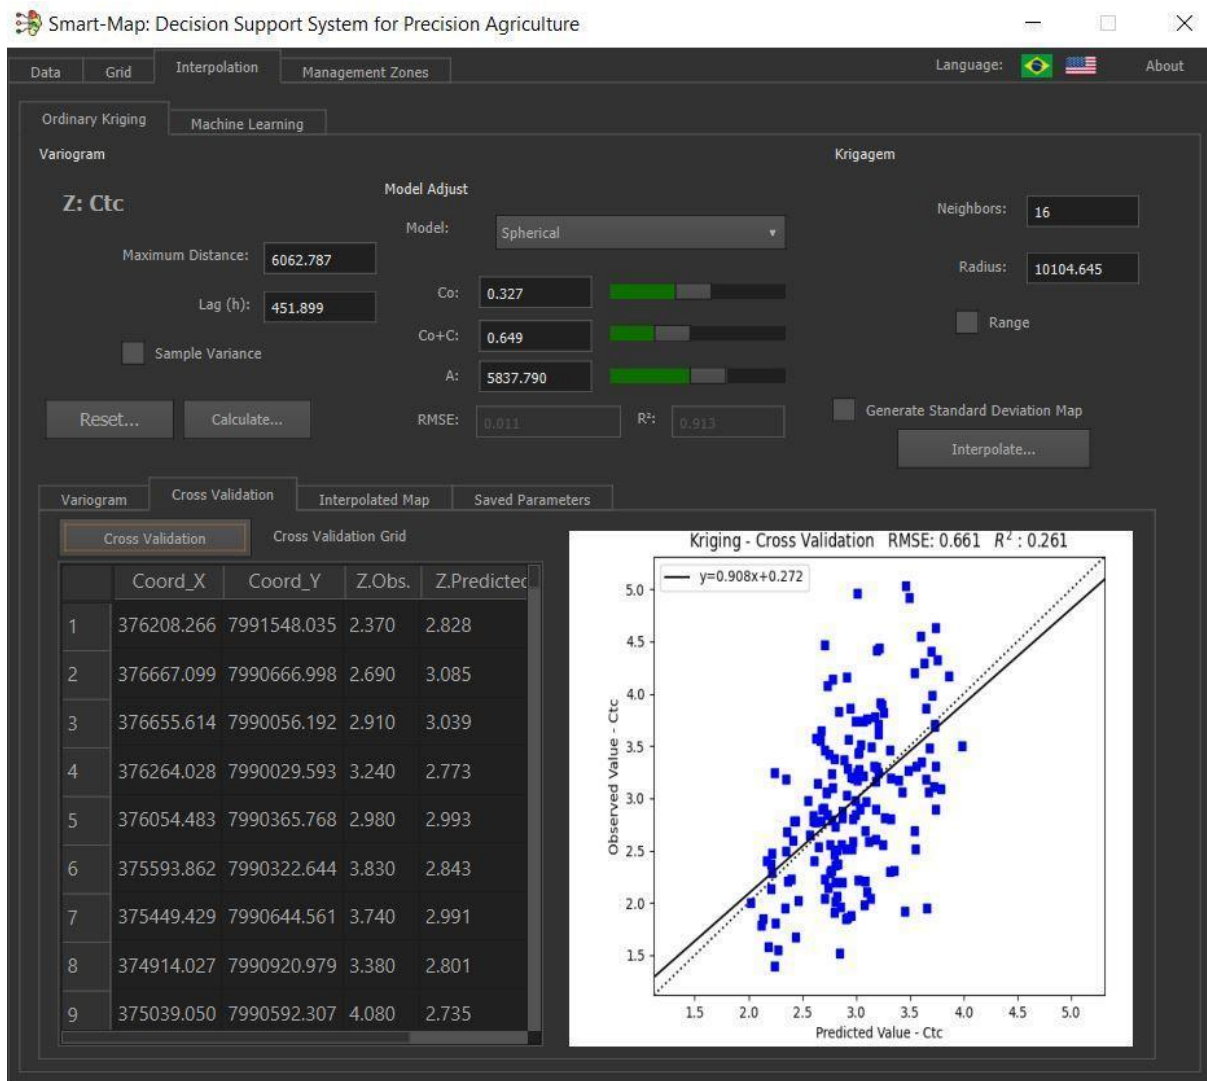 Smart-Map: Decision Support System for Precision Agriculture
Data Grid Interpolation Management Zones Language: About
Ordinary Kriging Machine Learning
Variogram Krigagem
Z: Ctc Model Adjust
Neighbors: 16
Model: Spherical
Maximum Distance: 6062.787
Radius: 10104.645
Lag (h): 451.899 Co: 0.327
Range
Co+C: 0.649
Sample Variance
A: 5837.790
Reset... Calculate... RMSE: 0.011 R²: 0.913 Generate Standard Deviation Map
Interpolate...
Variogram Cross Validation Interpolated Map Saved Parameters
Cross Validation Cross Validation Grid
Coord_X Coord_Y Z.Obs. Z.Predicted
1 376208.266 7991548.035 2.370 2.828
2 376667.099 7990666.998 2.690 3.085
3 376655.614 7990056.192 2.910 3.039
4 376264.028 7990029.593 3.240 2.773
5 376054.483 7990365.768 2.980 2.993
6 375593.862 7990322.644 3.830 2.843
7 375449.429 7990644.561 3.740 2.991
8 374914.027 7990920.979 3.380 2.801
9 375039.050 7990592.307 4.080 2.735
Kriging - Cross Validation RMSE: 0.661 R² : 0.261
y=0.908x+0.272
Observed Value - Ctc
5.0
4.5
4.0
3.5
3.0
2.5
2.0
1.5
1.5 2.0 2.5 3.0 3.5 4.0 4.5 5.0
Predicted Value - Ctc